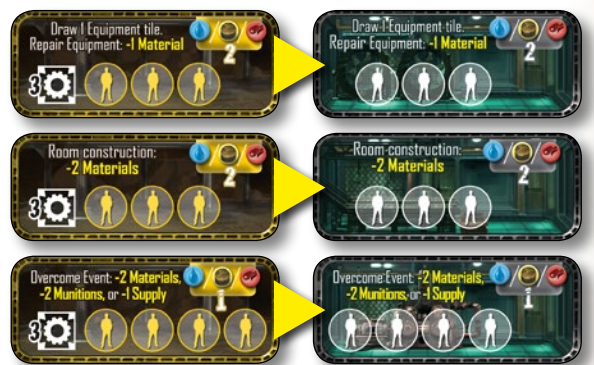 Draw 1 Equipment tile.
Repair Equipment: -1 Material
2
3
Draw 1 Equipment tile.
Repair Equipment: -1 Material
2
Room construction:
-2 Materials
2
3
Room construction:
-2 Materials
2
Overcome Event: -2 Materials,
-2 Munitions, or -1 Supply
1
3
Overcome Event: -2 Materials,
-2 Munitions, or -1 Supply
1